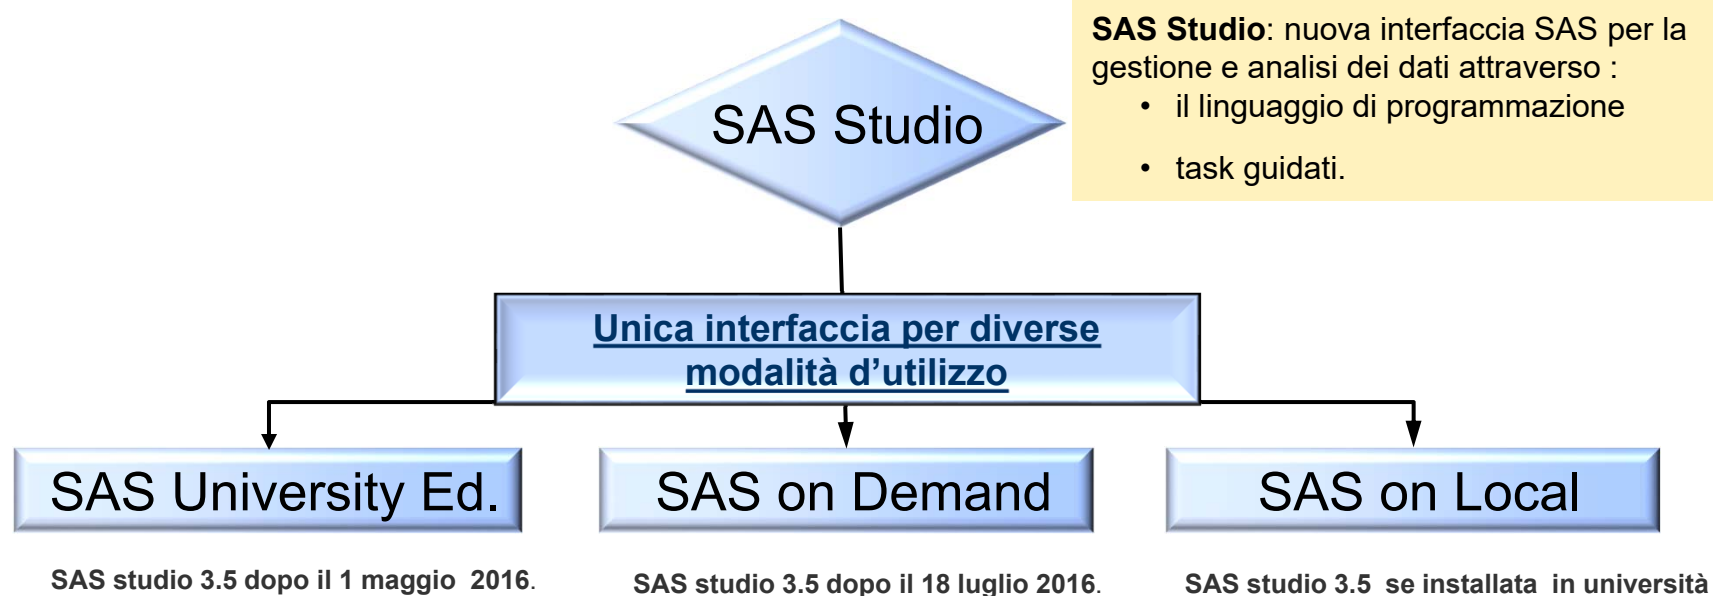 SAS Studio: nuova interfaccia SAS per la
gestione e analisi dei dati attraverso :
• il linguaggio di programmazione
• task guidati.
SAS Studio
Unica interfaccia per diverse
modalità d’utilizzo
SAS University Ed.
SAS on Demand
SAS on Local
SAS studio 3.5 dopo il 1 maggio 2016.
SAS studio 3.5 dopo il 18 luglio 2016.
SAS studio 3.5 se installata in università